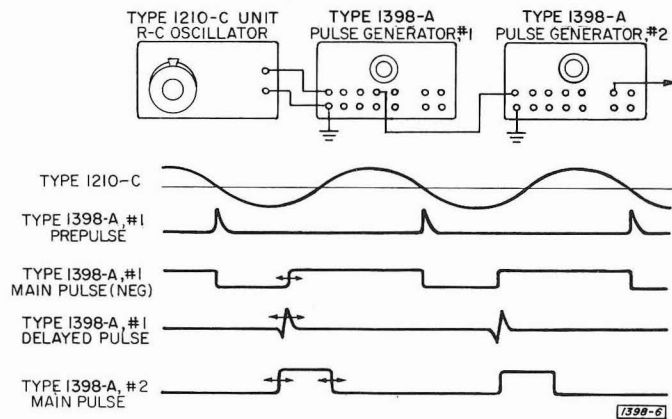 TYPE 1210-C UNIT
R-C OSCILLATOR
TYPE 1398-A
PULSE GENERATOR,#1
TYPE 1398-A
PULSE GENERATOR,#2
TYPE 1210-C
TYPE 1398-A,#1
PREPULSE
TYPE 1398-A,#1
MAIN PULSE(NEG)
TYPE 1398-A,#1
DELAYED PULSE
TYPE 1398-A,#2
MAIN PULSE
1398-6